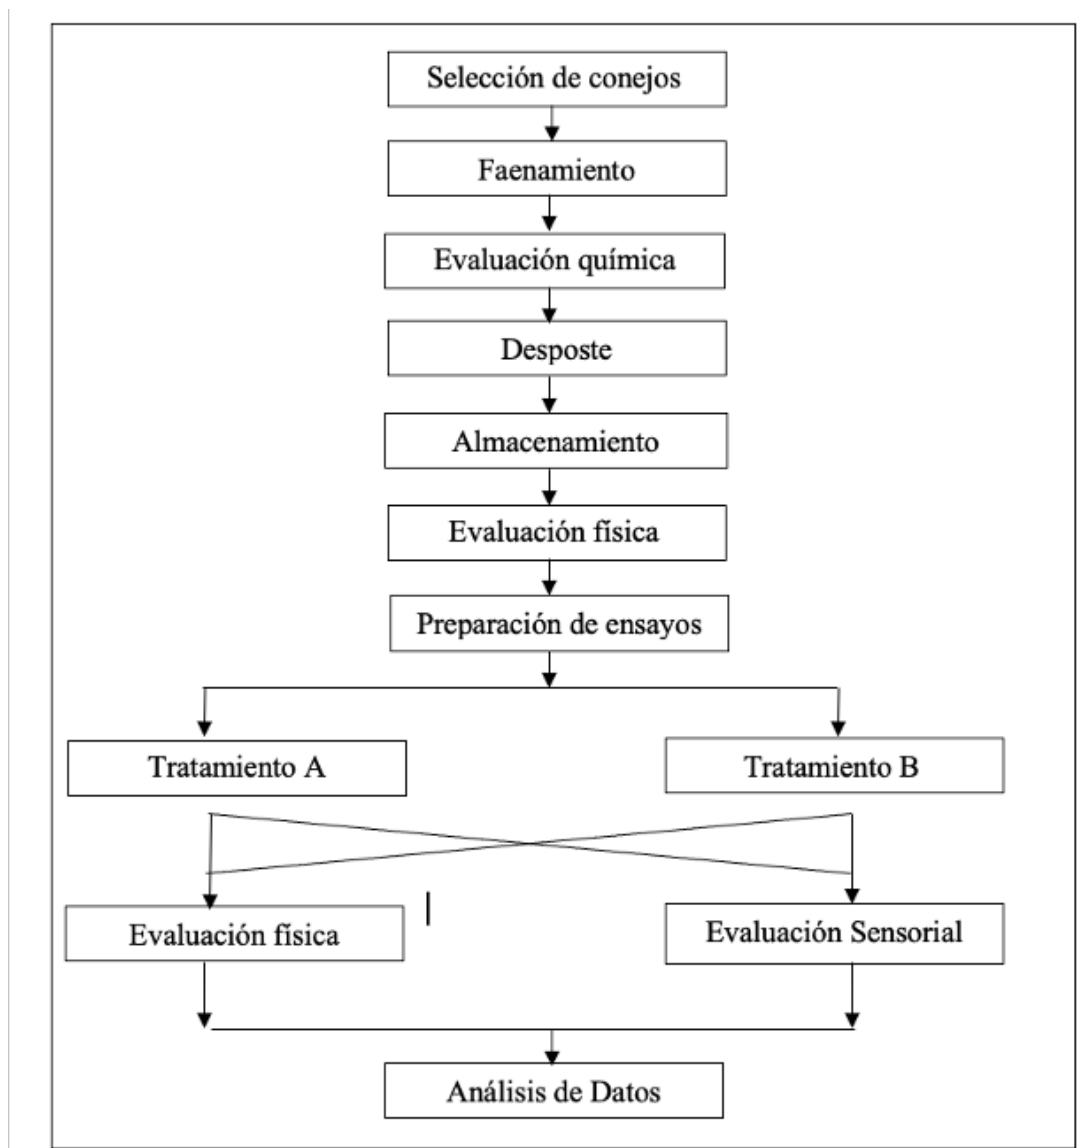 Selección de conejos
Faenamiento
Evaluación química
Desposte
Almacenamiento
Evaluación física
Preparación de ensayos
Tratamiento A
Tratamiento B
Evaluación física
Evaluación Sensorial
Análisis de Datos